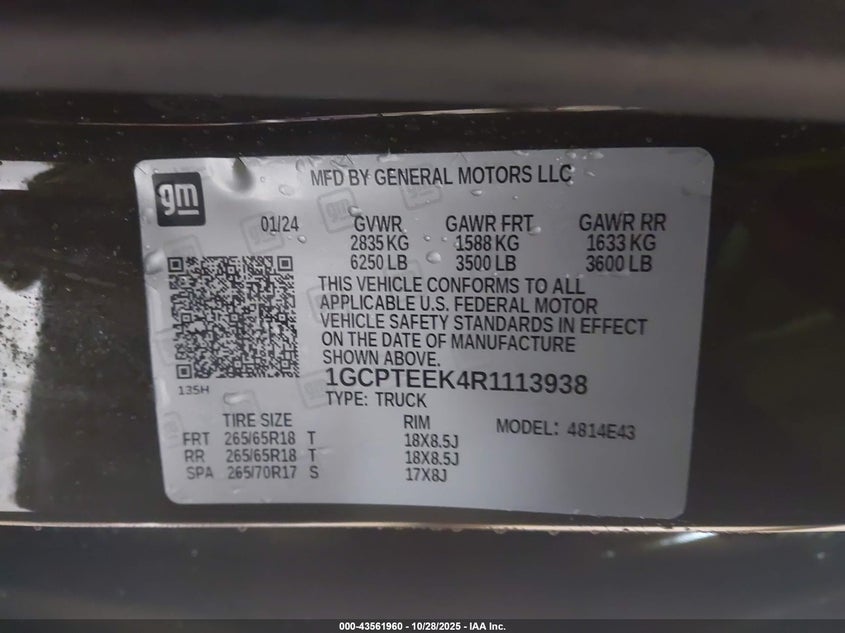 MFD BY GENERAL MOTORS LLC
gm
01/24
GVWR GAWR FRT GAWR RR
2835 KG 1588 KG 1633 KG
6250 LB 3500 LB 3600 LB
THIS VEHICLE CONFORMS TO ALL
APPLICABLE U.S. FEDERAL MOTOR
VEHICLE SAFETY STANDARDS IN EFFECT
ON THE DATE OF MANUFACTURE
SHOWN ABOVE.
135H
1GCPTEEK4R1113938
TYPE: TRUCK
TIRE SIZE RIM MODEL: 4814E43
FRT 265/65R18 T 18X8.5J
RR 265/65R18 T 18X8.5J
SPA 265/70R17 S 17X8J
000-43561960 - 10/28/2025 - IAA Inc.